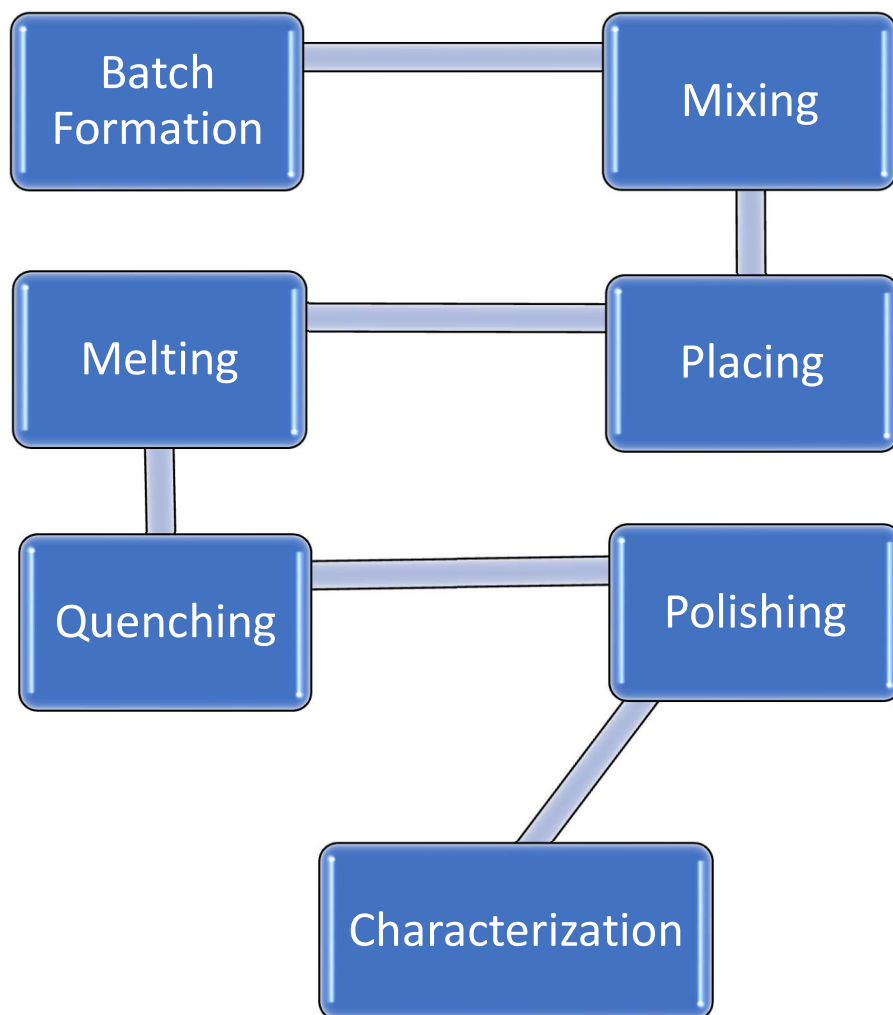 Batch
Formation
Mixing
Placing
Melting
Quenching
Polishing
Characterization